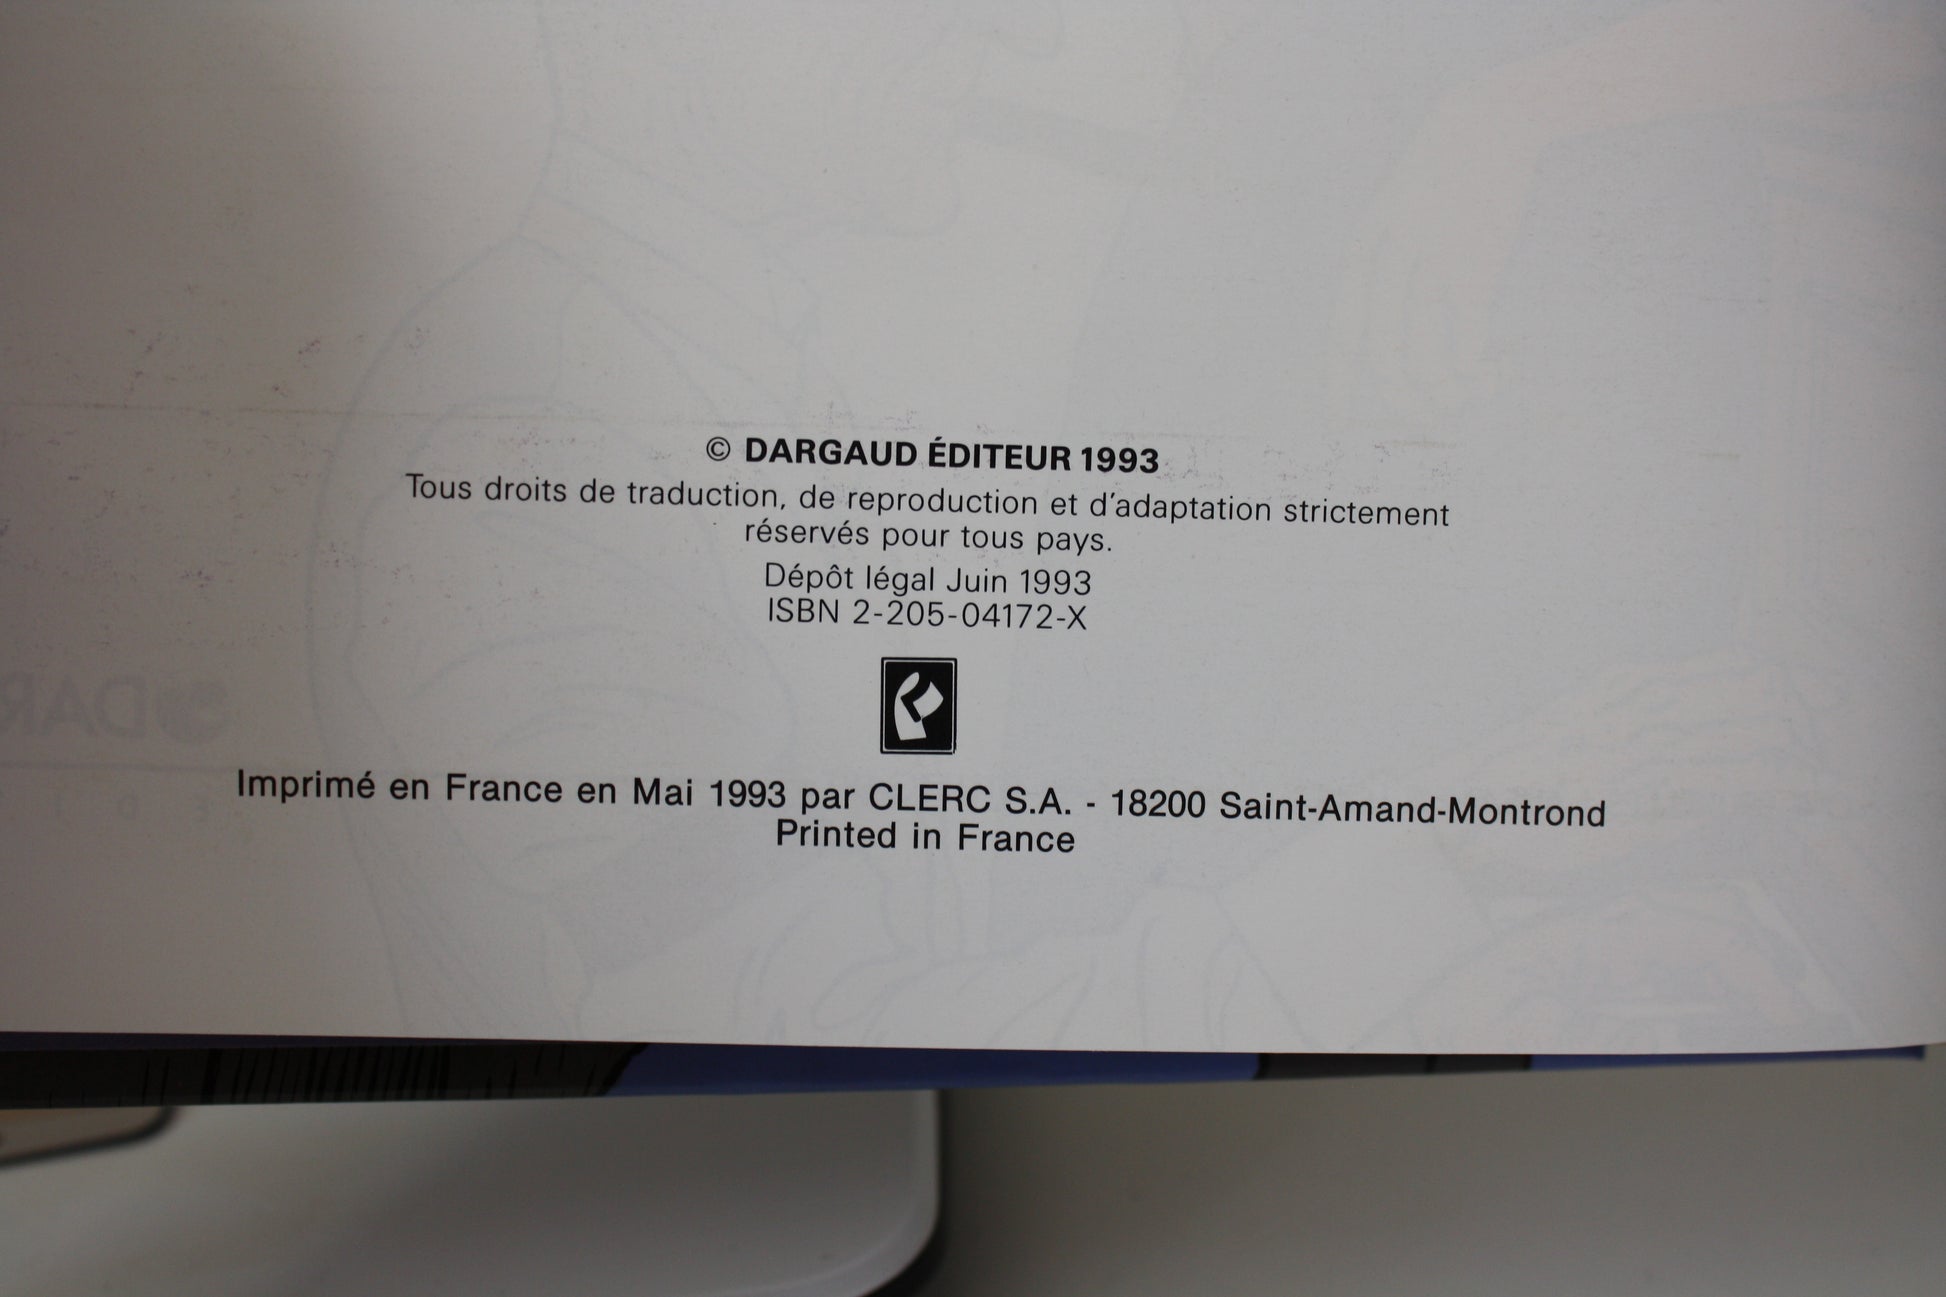 © DARGAUD ÉDITEUR 1993
Tous droits de traduction, de reproduction et d'adaptation strictement
réservés pour tous pays.
Dépôt légal Juin 1993
ISBN 2-205-04172-X
Imprimé en France en Mai 1993 par CLERC S.A. - 18200 Saint-Amand-Montrond
Printed in France